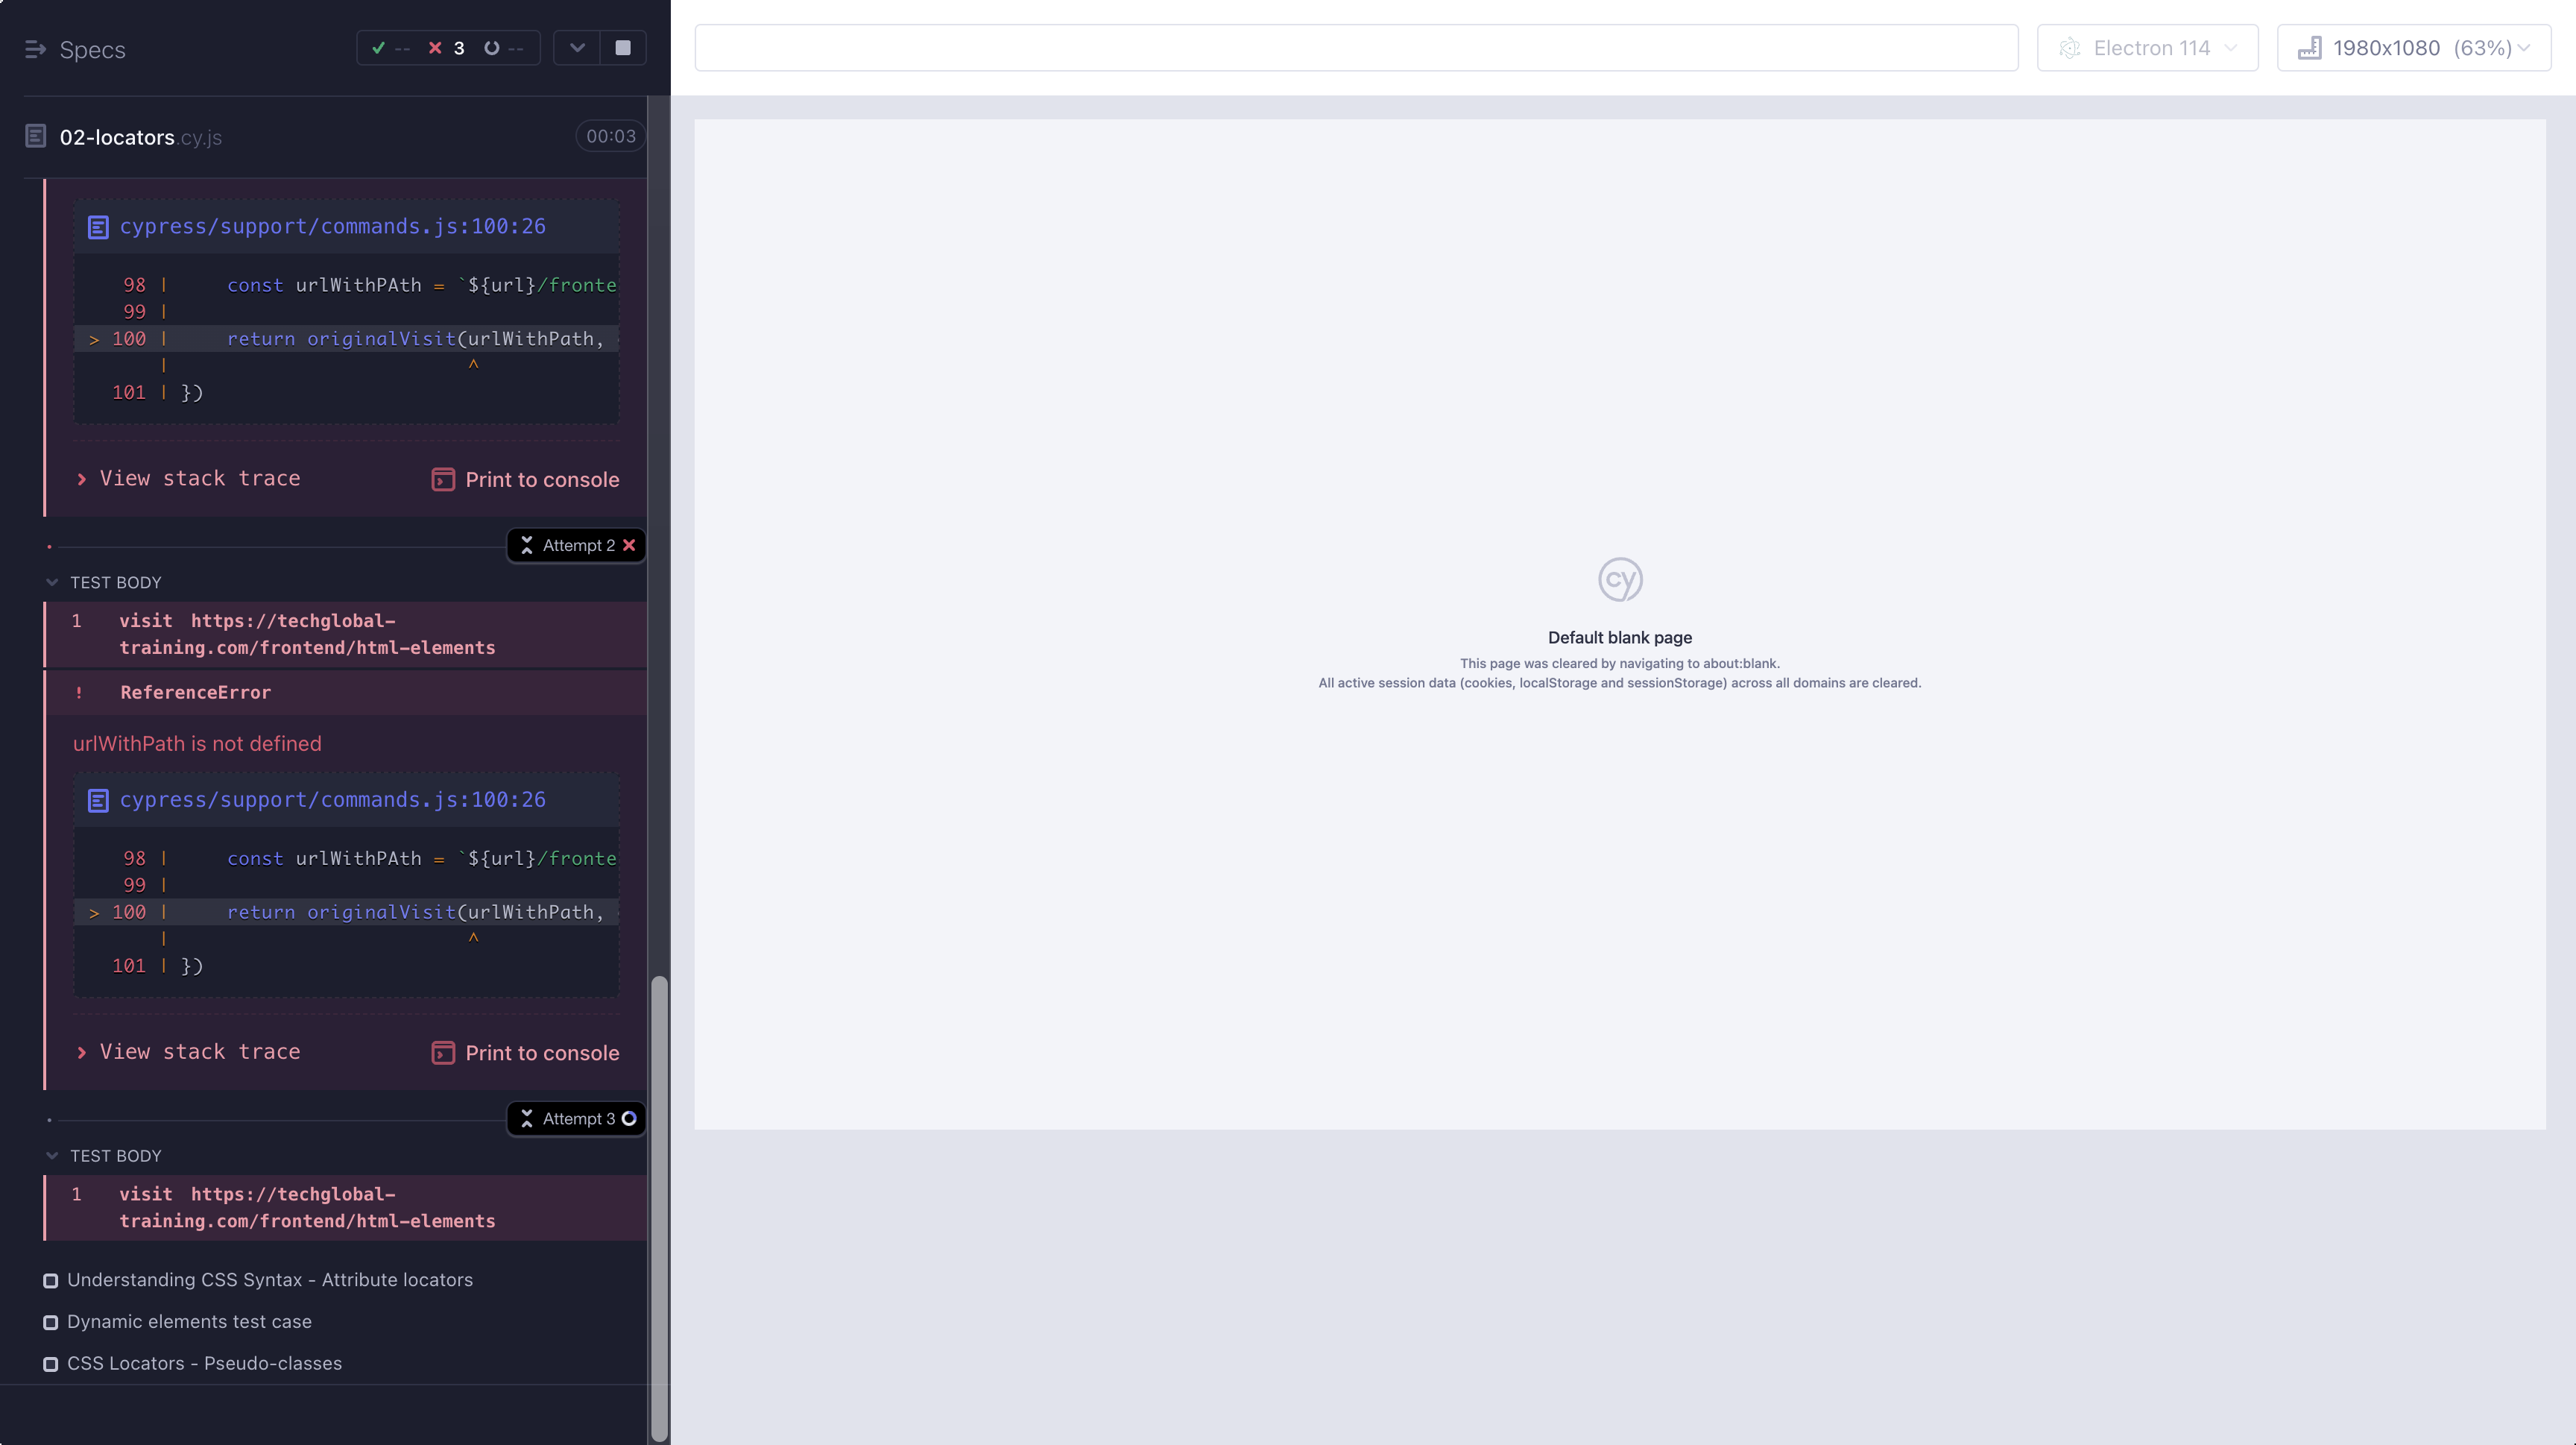 Specs
-- 3 --
Electron 114
1980x1080 (63%)
02-locators.cy.js
00:03
cypress/support/commands.js:100:26
98 | const urlWithPAth = `${url}/fronte
99 |
> 100 | return originalVisit(urlWithPath,
| ^
101 | })
View stack trace
Print to console
Attempt 2
TEST BODY
1 visit https://techglobal-
training.com/frontend/html-elements
! ReferenceError
urlWithPath is not defined
cypress/support/commands.js:100:26
98 | const urlWithPAth = `${url}/fronte
99 |
> 100 | return originalVisit(urlWithPath,
| ^
101 | })
View stack trace
Print to console
Attempt 3
TEST BODY
1 visit https://techglobal-
training.com/frontend/html-elements
Understanding CSS Syntax - Attribute locators
Dynamic elements test case
CSS Locators - Pseudo-classes
cy
Default blank page
This page was cleared by navigating to about:blank.
All active session data (cookies, localStorage and sessionStorage) across all domains are cleared.